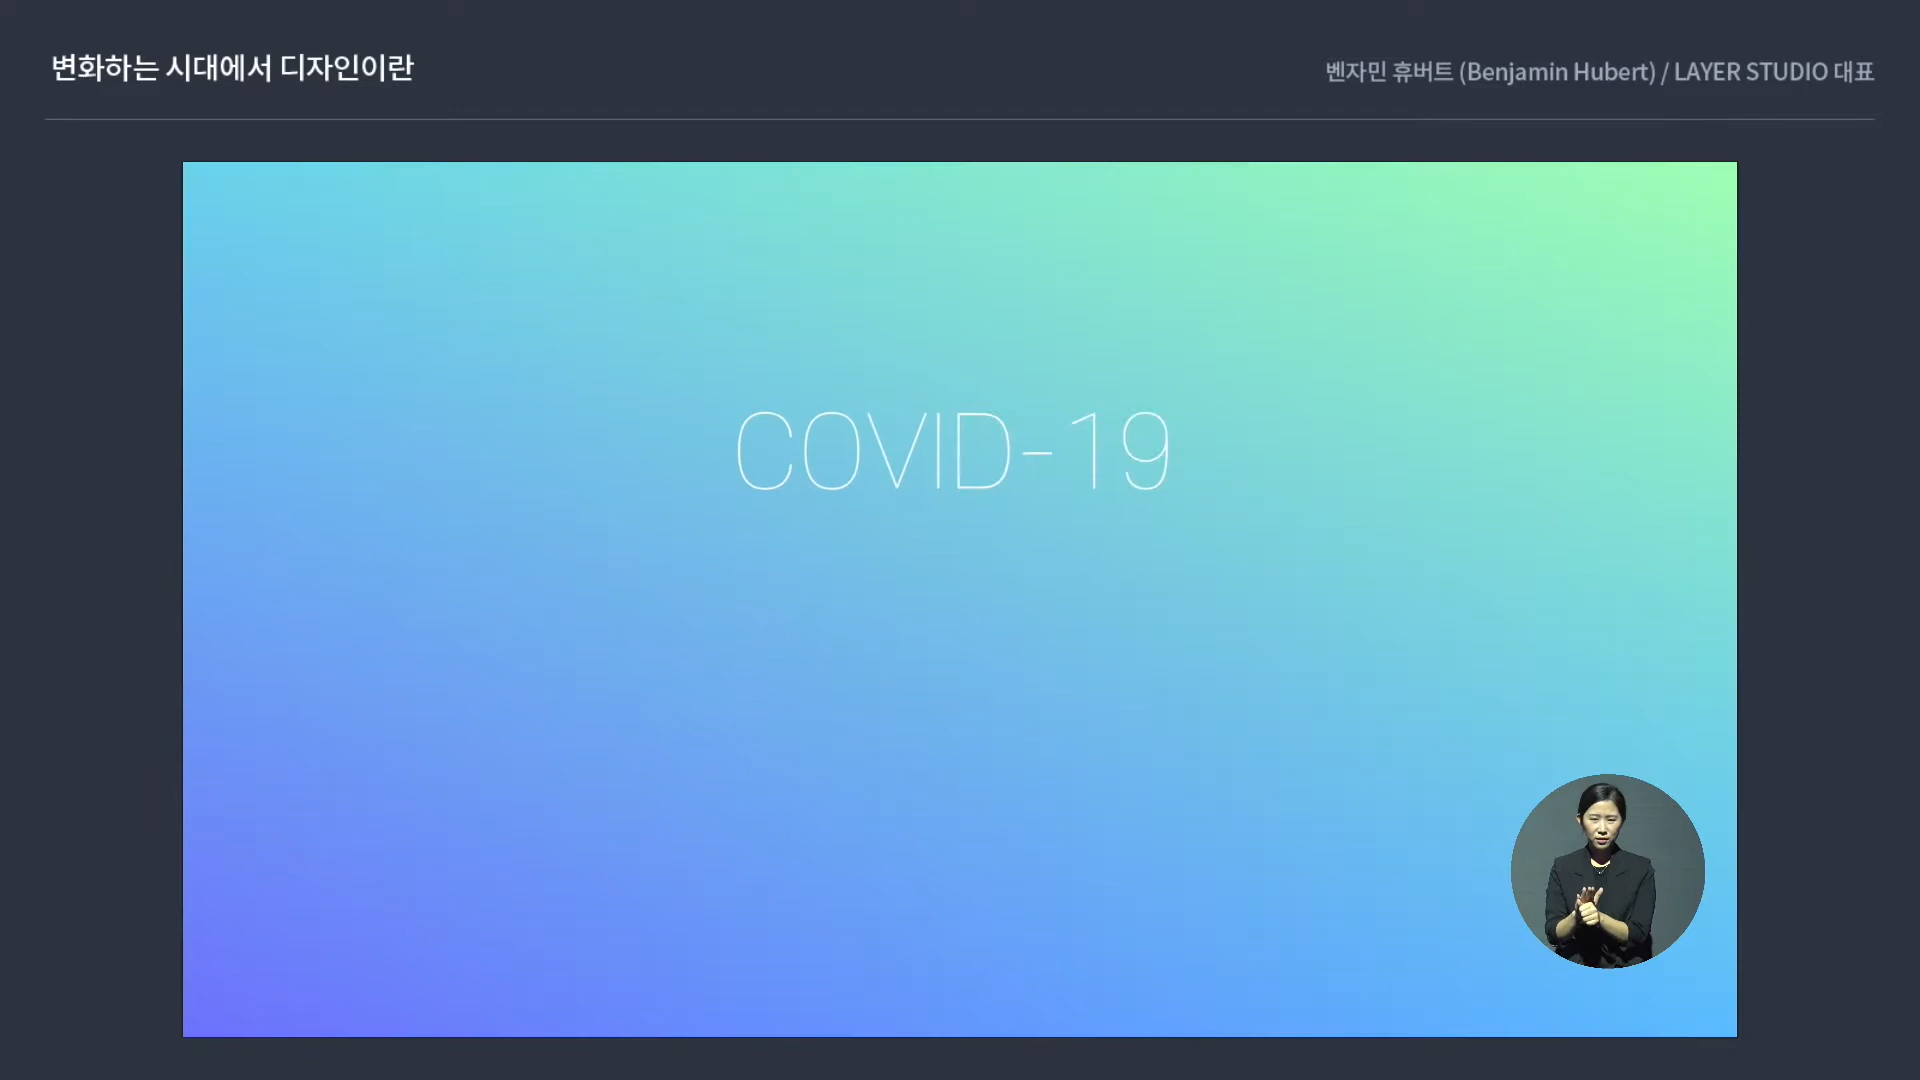 변화하는 시대에서 디자인이란
벤자민 휴버트 (Benjamin Hubert) / LAYER STUDIO 대표
COVID-19